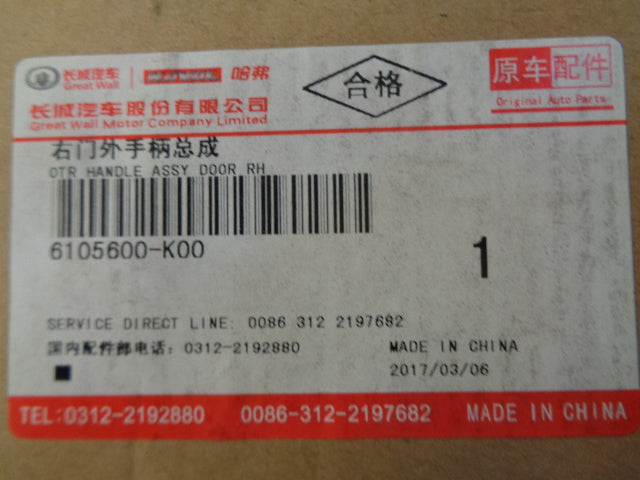 长城汽车 HAVAL 哈弗
Great Wall
合格
原车配件
Original Auto Parts
长城汽车股份有限公司
Great Wall Motor Company Limited
右门外手柄总成
OTR HANDLE ASSY DOOR RH
6105600-K00
1
SERVICE DIRECT LINE: 0086 312 2197682
国内配件部电话: 0312-2192880
MADE IN CHINA
2017/03/06
TEL:0312-2192880 0086-312-2197682 MADE IN CHINA